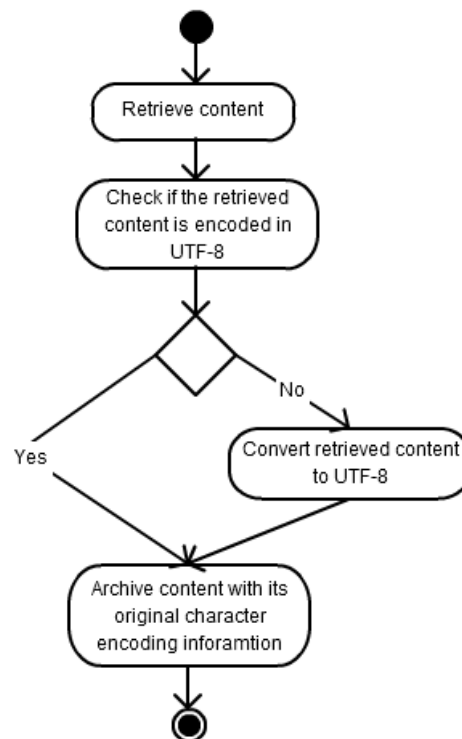 Retrieve content
Check if the retrieved
content is encoded in
UTF-8
No
Yes
Convert retrieved content
to UTF-8
Archive content with its
original character
encoding inforamtion